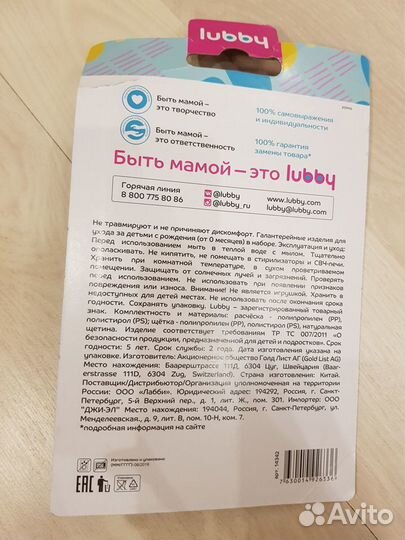 lubby
Быть мамой –
это творчество
100% самовыражения
и индивидуальности
Быть мамой –
это ответственность
100% гарантия
замены товара*
Быть мамой – это lubby
Горячая линия
8 800 775 80 86
@lubby
@lubby_ru
www.lubby.com
lubby@lubby.com
Не травмируют и не причиняют дискомфорт. Галантерейные изделия для
ухода за детьми с рождения (от 0 месяцев) в наборе. Эксплуатация и уход:
Перед использованием мыть в теплой воде с мылом. Тщательно
ополаскивать. Не кипятить, не помещать в стерилизаторы и СВЧ-печи.
Хранить при комнатной температуре, в сухом проветриваемом
помещении. Защищать от солнечных лучей и загрязнений. Проверять
перед использованием. Не использовать при появлении признаков
повреждения или износа. Внимание! Не является игрушкой. Хранить в
недоступных для детей местах. Не использовать после окончания срока
годности. Сохранять упаковку. Lubby – зарегистрированный товарный
знак. Комплектность и материалы: расчёска - полипропилен (PP),
полистирол (PS); щётка - полипропилен (PP), полистирол (PS), натуральная
щетина. Изделие соответствует требованиям ТР ТС 007/2011 «О
безопасности продукции, предназначенной для детей и подростков». Срок
годности: 5 лет. Срок службы: 2 года. Дата изготовления указана на
упаковке. Изготовитель: Акционерное общество Голд Лист АГ (Gold List AG)
Место нахождения: Баарерштрассе 111D, 6304 Цуг, Швейцария (Baar-
erstrasse 111D, 6304 Zug, Switzerland). Страна изготовления: Китай.
Поставщик/Дистрибьютор/Организация уполномоченная на территории
России: ООО «Лабби». Юридический адрес: 194292, Россия, г. Санкт-
Петербург, 5-й Верхний пер., д. 1, лит. Ж., пом. 2н. Импортер: ООО
"ДЖИ-ЭЛ" Место нахождения: 194044, Россия, г. Санкт-Петербург, ул.
Менделеевская, д. 9, лит. В, пом. 10-Н, ком. 7.
*подробная информация на сайте
EAC
Изготовлено и упаковано
арт. 14342
7630014926536
Avito